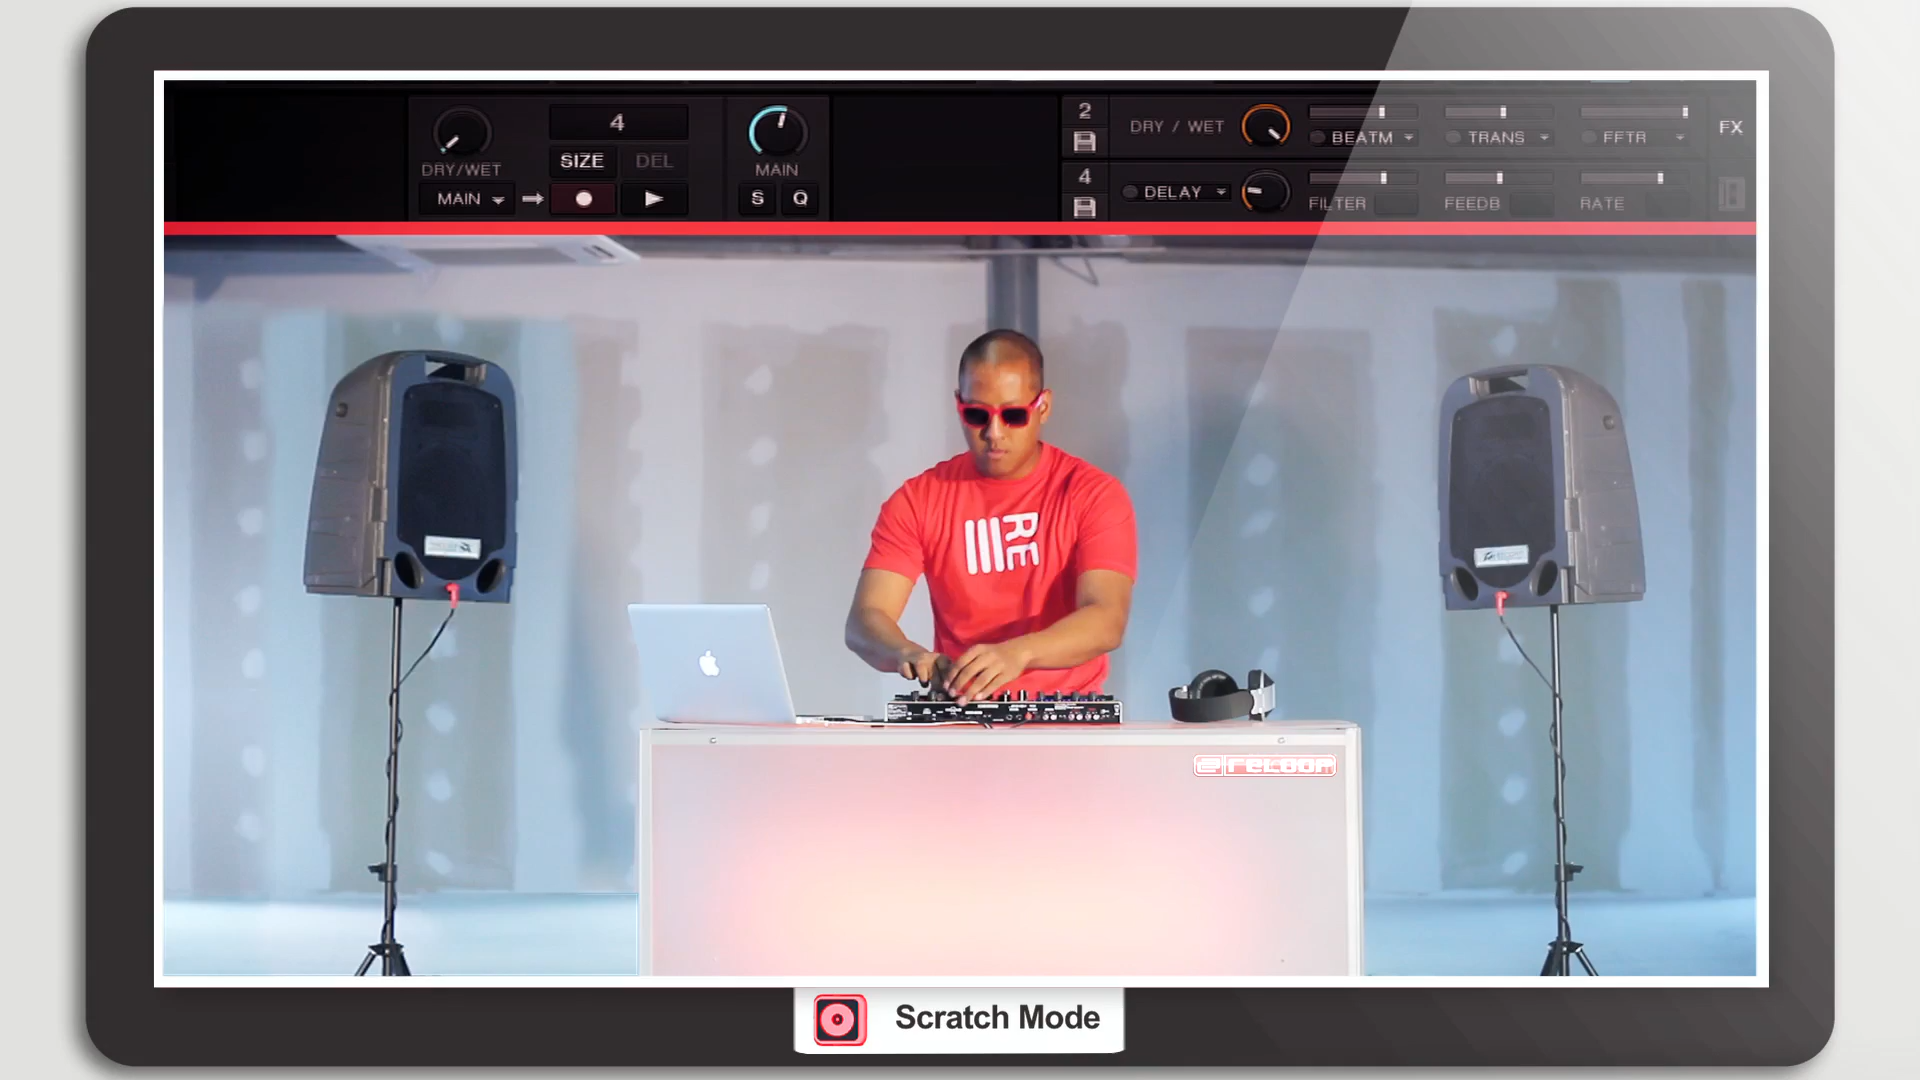 4
SIZE
DEL
DRY/WET
MAIN
MAIN
S
Q
2
DRY / WET
BEATM
TRANS
FFTR
FX
4
DELAY
FILTER
FEEDB
RATE
RE
reloop
Scratch Mode